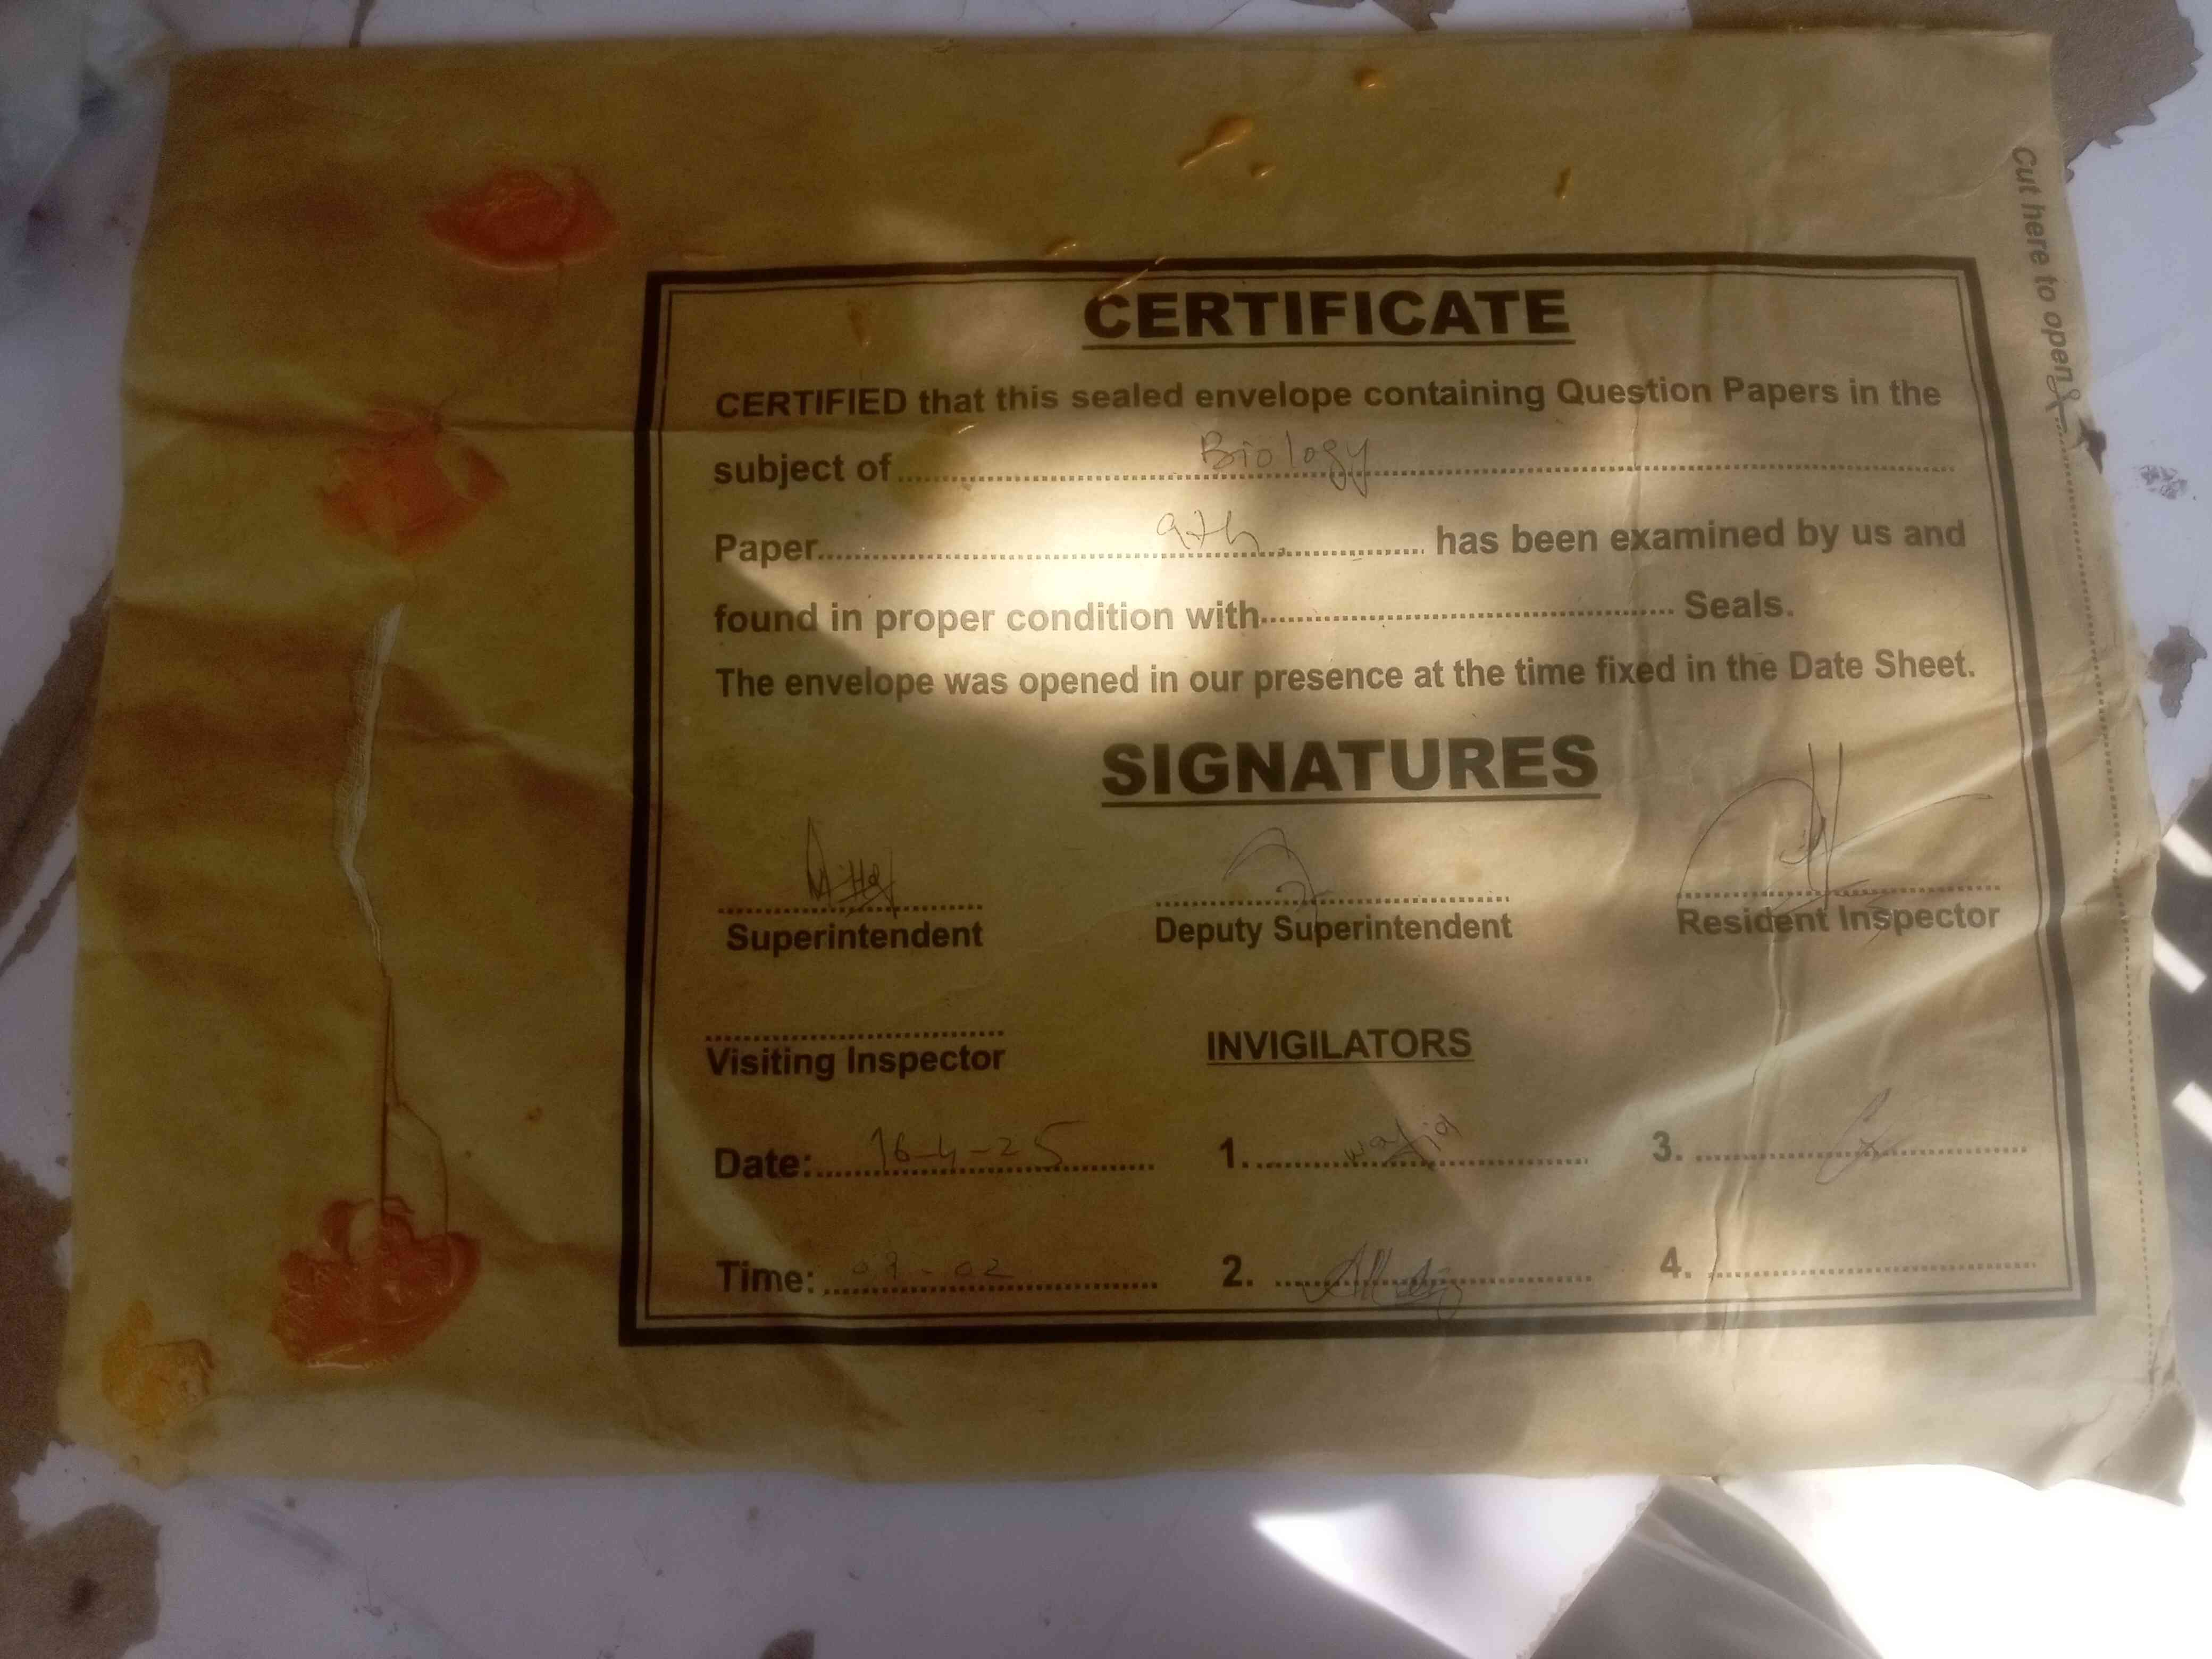 Cut here to open
CERTIFICATE
CERTIFIED that this sealed envelope containing Question Papers in the
subject of Biology
Paper 9th has been examined by us and
found in proper condition with Seals.
The envelope was opened in our presence at the time fixed in the Date Sheet.
SIGNATURES
Superintendent Deputy Superintendent Resident Inspector
Visiting Inspector INVIGILATORS
Date: 16-4-25 1. 3.
Time: 2. 4.